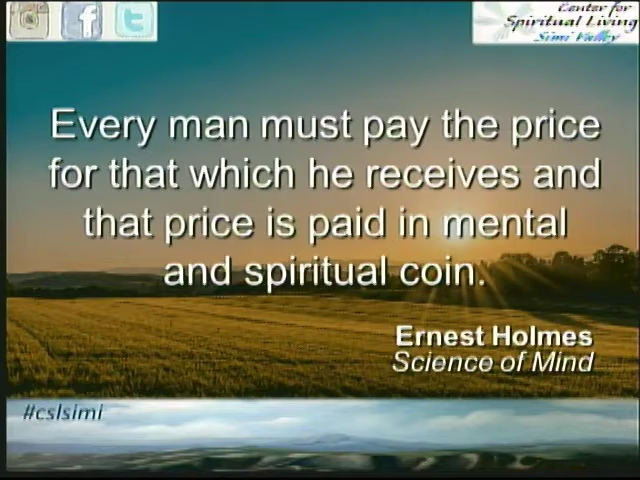 Center for
Spiritual Living
Simi Valley
Every man must pay the price
for that which he receives and
that price is paid in mental
and spiritual coin.
Ernest Holmes
Science of Mind
#cslsimi